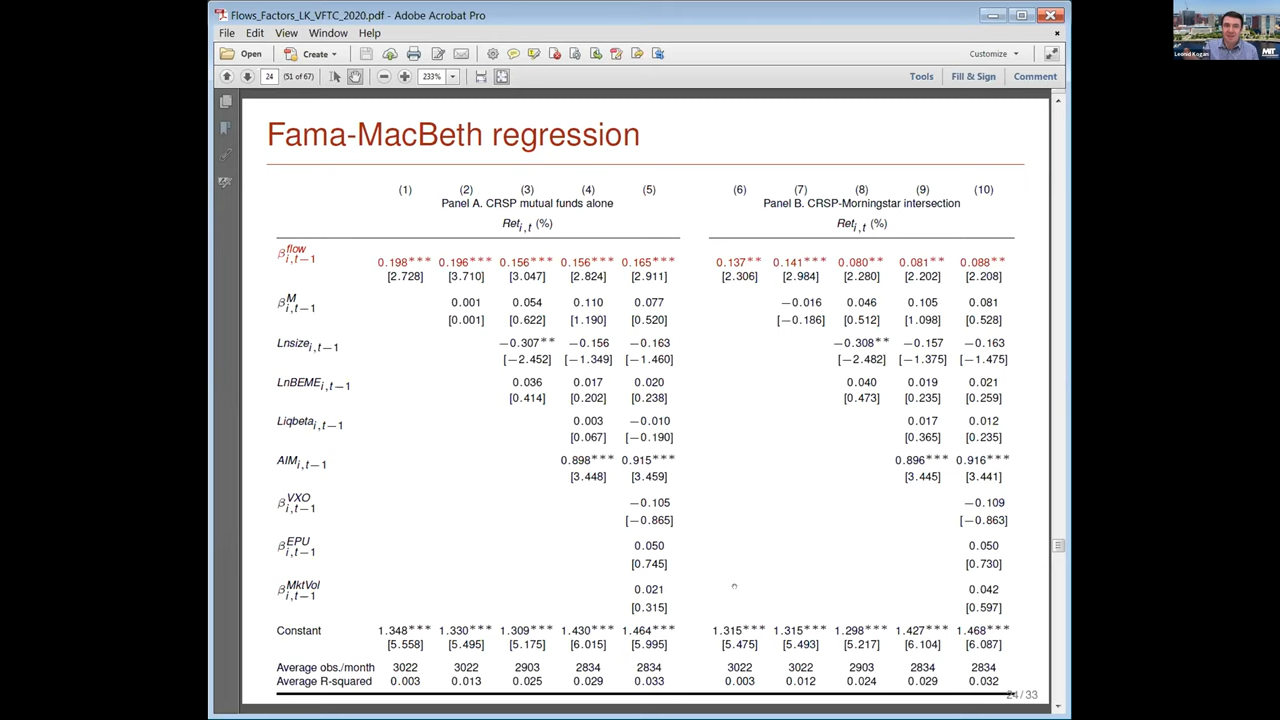 Flows_Factors_LK_VFTC_2020.pdf - Adobe Acrobat Pro
File Edit View Window Help
Open Create Customize
24 (51 of 67) 233% Tools Fill & Sign Comment
Leonid Kogan
MIT
Fama-MacBeth regression
(1) (2) (3) (4) (5) (6) (7) (8) (9) (10)
Panel A. CRSP mutual funds alone Panel B. CRSP-Morningstar intersection
Ret i,t (%) Ret i,t (%)
β flow i,t−1 0.198*** 0.196*** 0.156*** 0.156*** 0.165*** 0.137** 0.141*** 0.080** 0.081** 0.088**
[2.728] [3.710] [3.047] [2.824] [2.911] [2.306] [2.984] [2.280] [2.202] [2.208]
β M i,t−1 0.001 0.054 0.110 0.077 −0.016 0.046 0.105 0.081
[0.001] [0.622] [1.190] [0.520] [−0.186] [0.512] [1.098] [0.528]
Lnsize i,t−1 −0.307** −0.156 −0.163 −0.308** −0.157 −0.163
[−2.452] [−1.349] [−1.460] [−2.482] [−1.375] [−1.475]
LnBEME i,t−1 0.036 0.017 0.020 0.040 0.019 0.021
[0.414] [0.202] [0.238] [0.473] [0.235] [0.259]
Liqbeta i,t−1 0.003 −0.010 0.017 0.012
[0.067] [−0.190] [0.365] [0.235]
AIM i,t−1 0.898*** 0.915*** 0.896*** 0.916***
[3.448] [3.459] [3.445] [3.441]
β VXO i,t−1 −0.105 −0.109
[−0.865] [−0.863]
β EPU i,t−1 0.050 0.050
[0.745] [0.730]
β MktVol i,t−1 0.021 0.042
[0.315] [0.597]
Constant 1.348*** 1.330*** 1.309*** 1.430*** 1.464*** 1.315*** 1.315*** 1.298*** 1.427*** 1.468***
[5.558] [5.495] [5.175] [6.015] [5.995] [5.475] [5.493] [5.217] [6.104] [6.087]
Average obs./month 3022 3022 2903 2834 2834 3022 3022 2903 2834 2834
Average R-squared 0.003 0.013 0.025 0.029 0.033 0.003 0.012 0.024 0.029 0.032
24/33